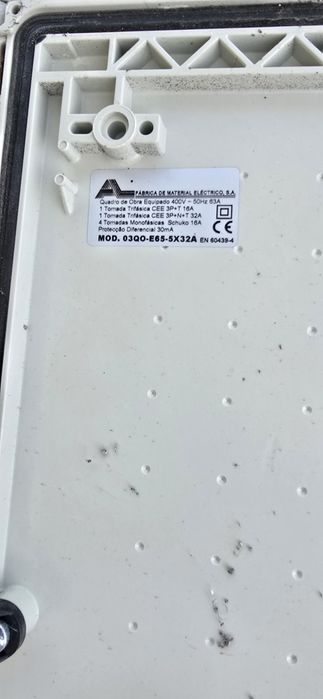 FÁBRICA DE MATERIAL ELÉCTRICO, S.A.
Quadro de Obra Equipado 400V ~ 50Hz 63A
1 Tomada Trifásica CEE 3P+T 16A
1 Tomada Trifásica CEE 3P+N+T 32A
4 Tomadas Monofásicas Schuko 16A
Protecção Diferencial 30mA
CE
MOD. 03QO-E65-5X32A EN 60439-4